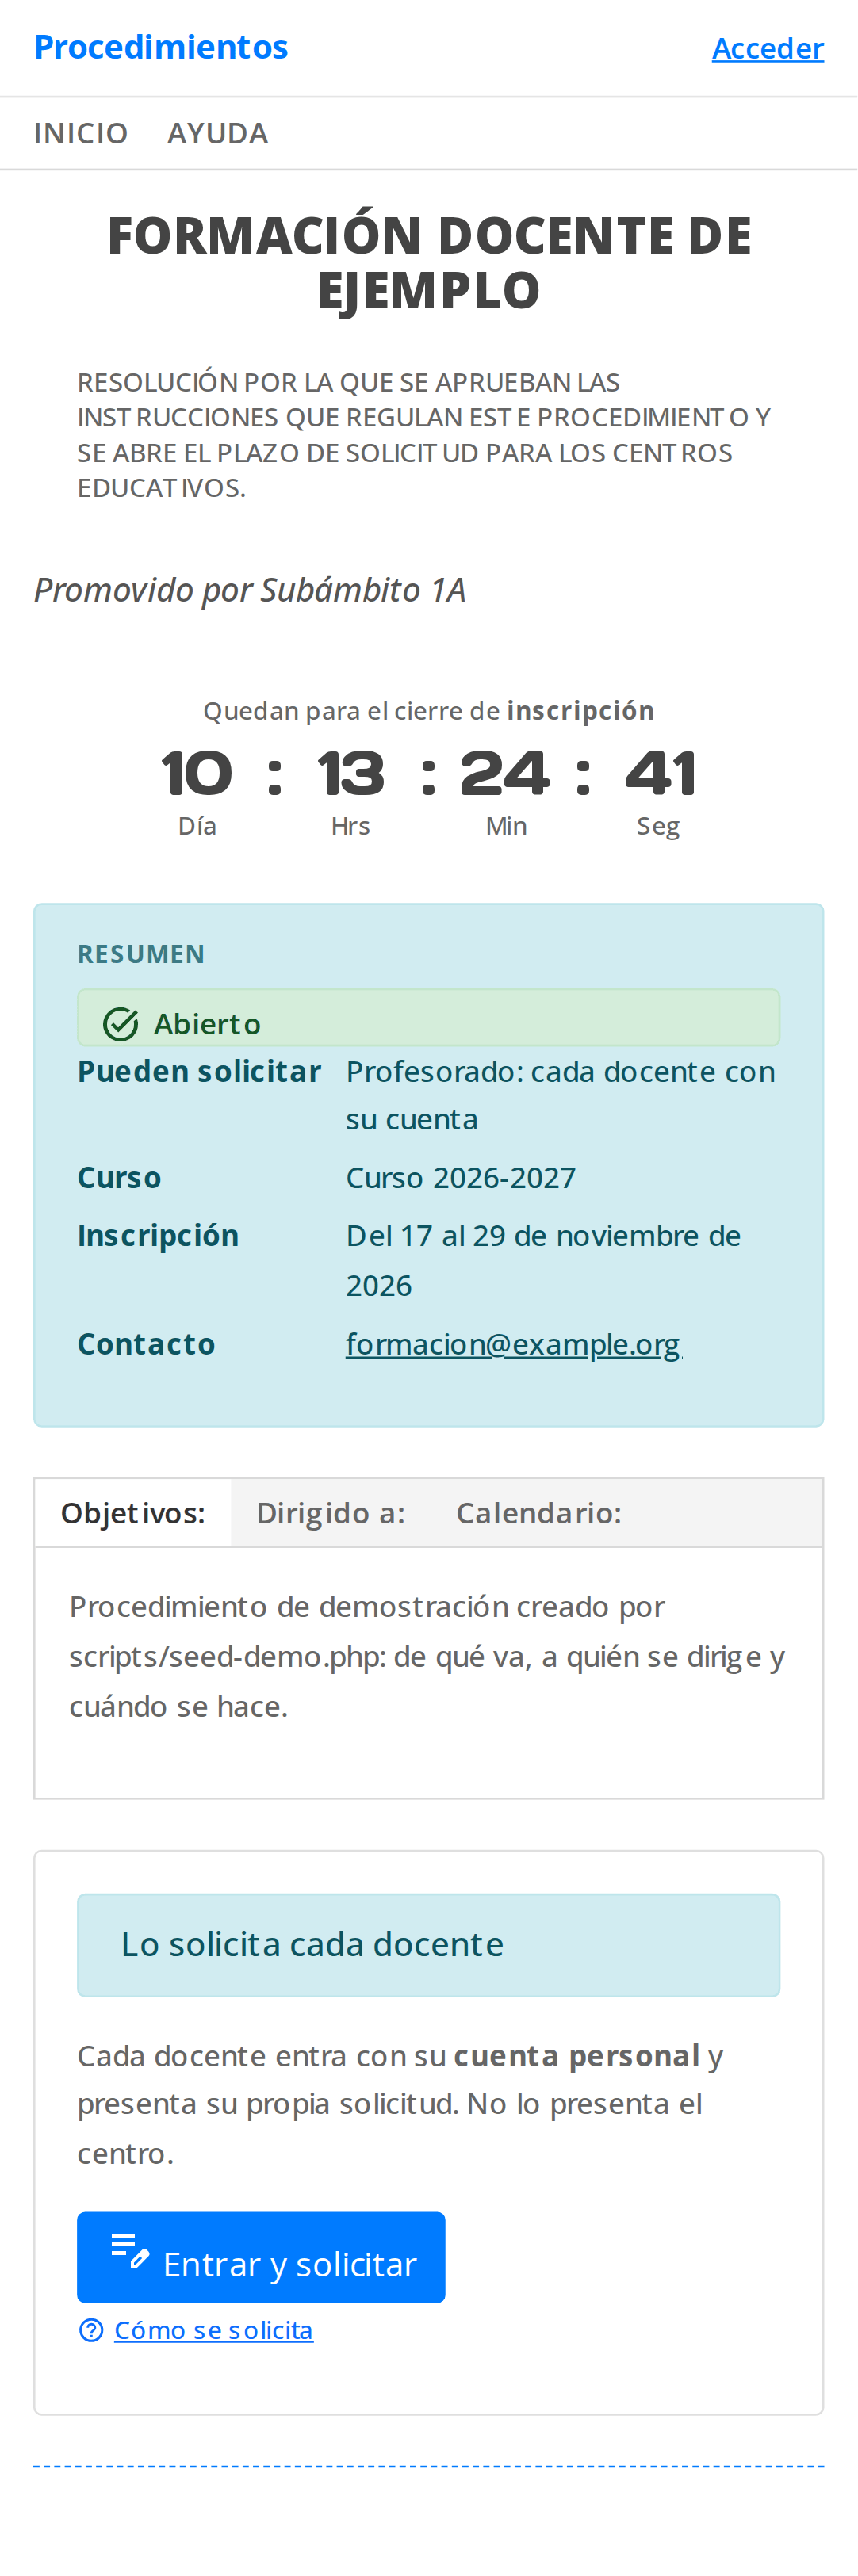 Procedimientos
Acceder
INICIO AYUDA
FORMACIÓN DOCENTE DE
EJEMPLO
RESOLUCIÓN POR LA QUE SE APRUEBAN LAS
INSTRUCCIONES QUE REGULAN ESTE PROCEDIMIENTO Y
SE ABRE EL PLAZO DE SOLICITUD PARA LOS CENTROS
EDUCATIVOS.
Promovido por Subámbito 1A
Quedan para el cierre de inscripción
10 : 13 : 24 : 41
Día Hrs Min Seg
RESUMEN
Abierto
Pueden solicitar Profesorado: cada docente con
su cuenta
Curso Curso 2026-2027
Inscripción Del 17 al 29 de noviembre de
2026
Contacto formacion@example.org
Objetivos: Dirigido a: Calendario:
Procedimiento de demostración creado por
scripts/seed-demo.php: de qué va, a quién se dirige y
cuándo se hace.
Lo solicita cada docente
Cada docente entra con su cuenta personal y
presenta su propia solicitud. No lo presenta el
centro.
Entrar y solicitar
Cómo se solicita